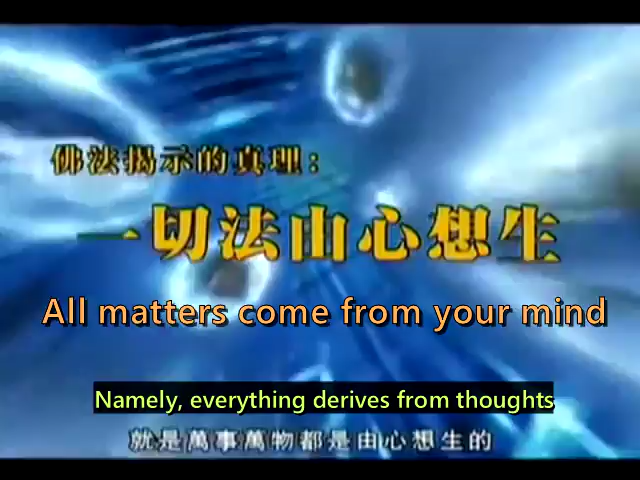 佛法揭示的真理：
一切法由心想生
All matters come from your mind
Namely, everything derives from thoughts
就是萬事萬物都是由心想生的